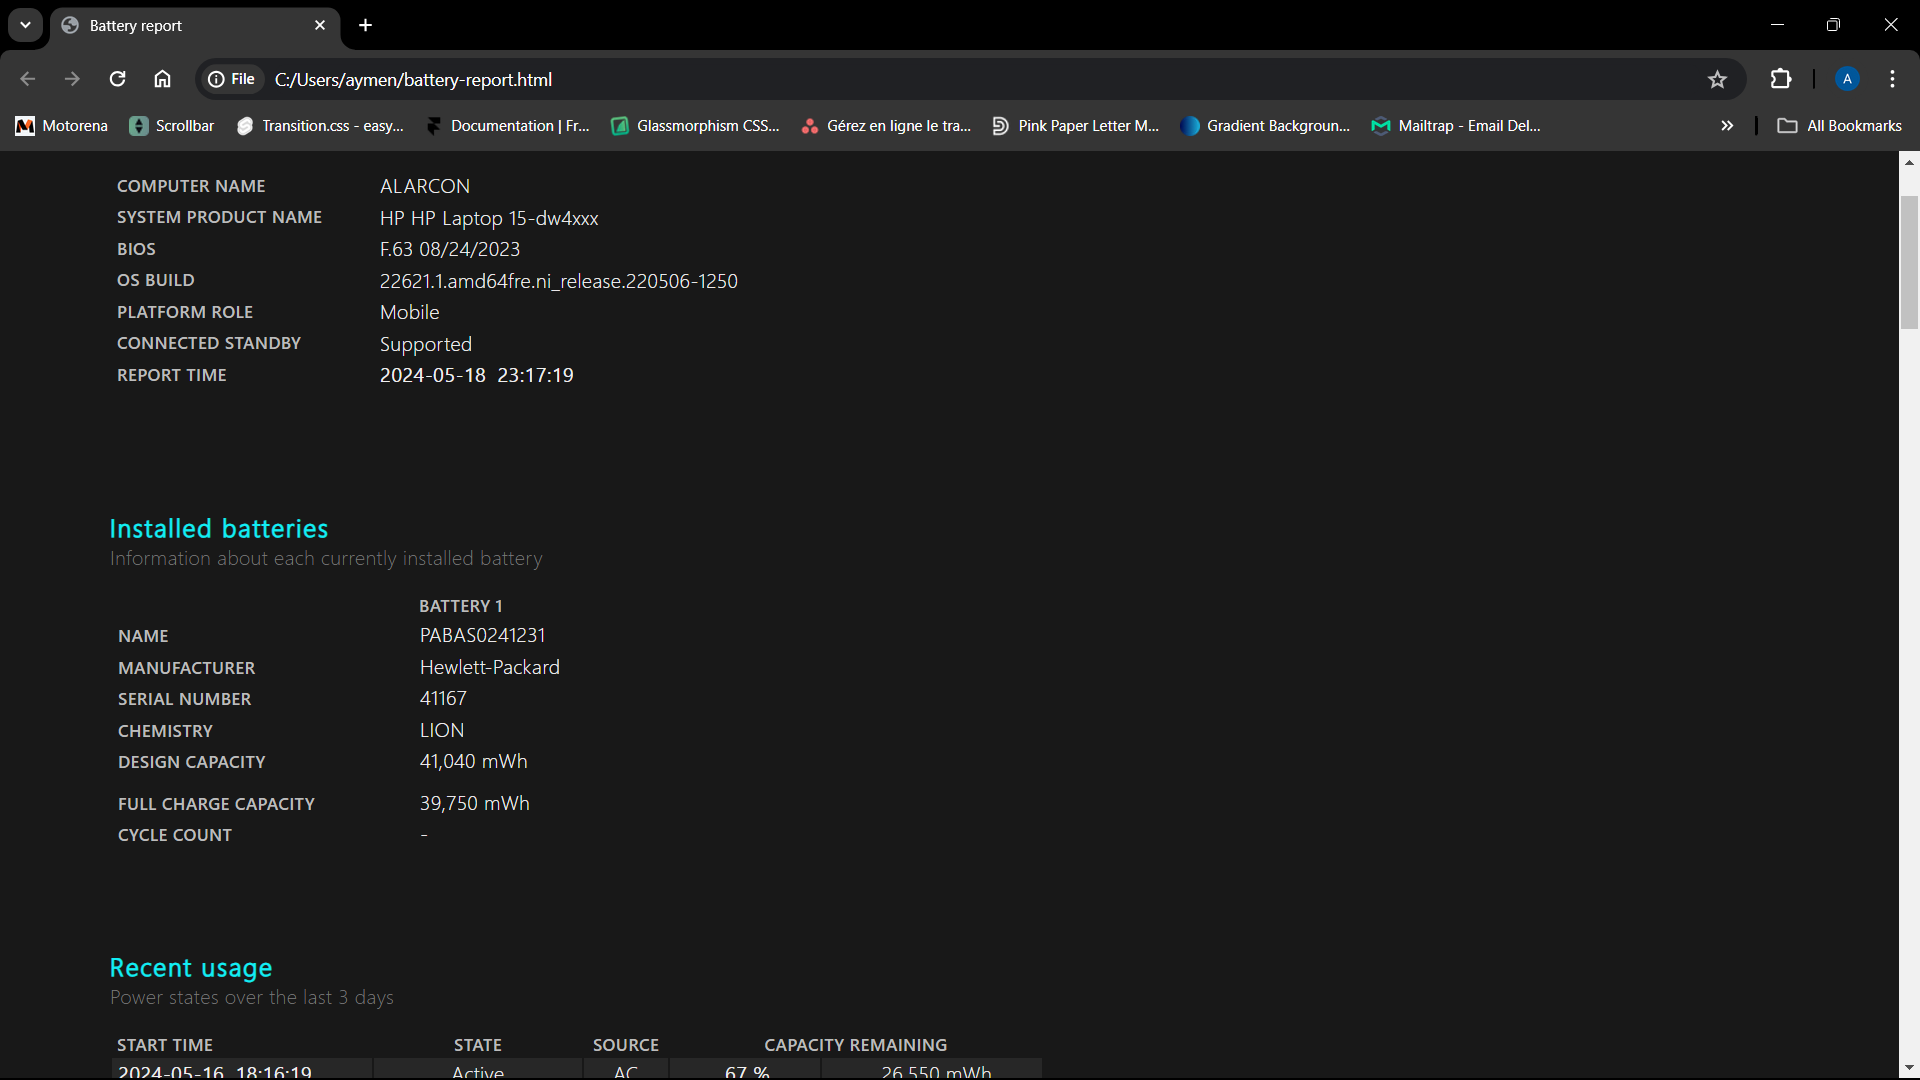 Battery report
File C:/Users/aymen/battery-report.html A
Motorena Scrollbar Transition.css - easy... Documentation | Fr... Glassmorphism CSS... Gérez en ligne le tra... Pink Paper Letter M... Gradient Backgroun... Mailtrap - Email Del... All Bookmarks
COMPUTER NAME ALARCON
SYSTEM PRODUCT NAME HP HP Laptop 15-dw4xxx
BIOS F.63 08/24/2023
OS BUILD 22621.1.amd64fre.ni_release.220506-1250
PLATFORM ROLE Mobile
CONNECTED STANDBY Supported
REPORT TIME 2024-05-18 23:17:19
Installed batteries
Information about each currently installed battery
BATTERY 1
NAME PABAS0241231
MANUFACTURER Hewlett-Packard
SERIAL NUMBER 41167
CHEMISTRY LION
DESIGN CAPACITY 41,040 mWh
FULL CHARGE CAPACITY 39,750 mWh
CYCLE COUNT -
Recent usage
Power states over the last 3 days
START TIME STATE SOURCE CAPACITY REMAINING
2024-05-16 18:16:19 Active AC 67 % 26,550 mWh